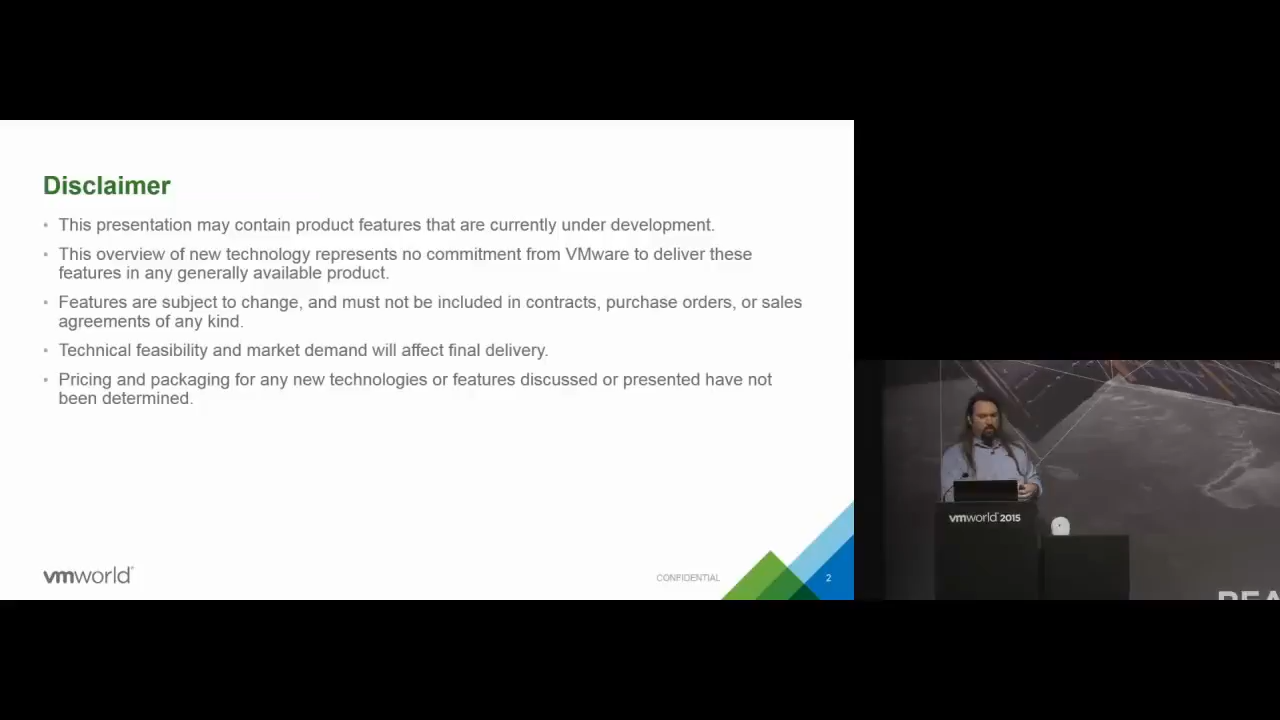 Disclaimer
• This presentation may contain product features that are currently under development.
• This overview of new technology represents no commitment from VMware to deliver these
features in any generally available product.
• Features are subject to change, and must not be included in contracts, purchase orders, or sales
agreements of any kind.
• Technical feasibility and market demand will affect final delivery.
• Pricing and packaging for any new technologies or features discussed or presented have not
been determined.
vmworld
CONFIDENTIAL
2
vmworld 2015